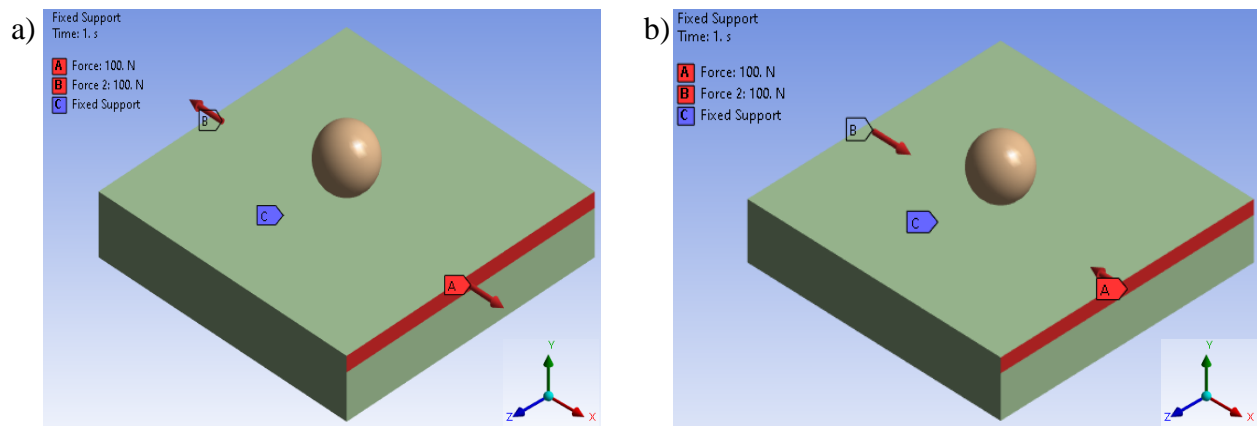 a)
Fixed Support
Time: 1. s
A Force: 100. N
B Force 2: 100. N
C Fixed Support
B
C
A
Y
Z
X
b)
Fixed Support
Time: 1. s
A Force: 100. N
B Force 2: 100. N
C Fixed Support
B
C
A
Y
Z
X